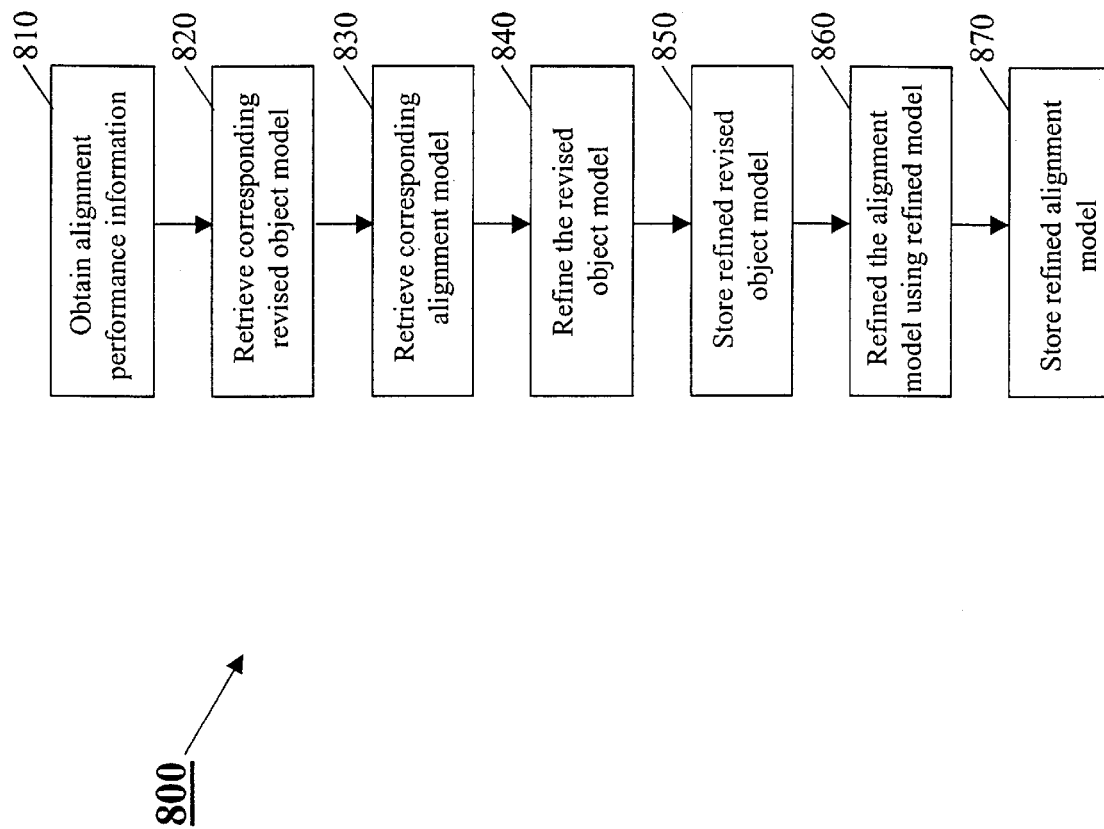 800
810
Obtain alignment
performance information
820
Retrieve corresponding
revised object model
830
Retrieve corresponding
alignment model
840
Refine the revised
object model
850
Store refined revised
object model
860
Refined the alignment
model using refined model
870
Store refined alignment
model